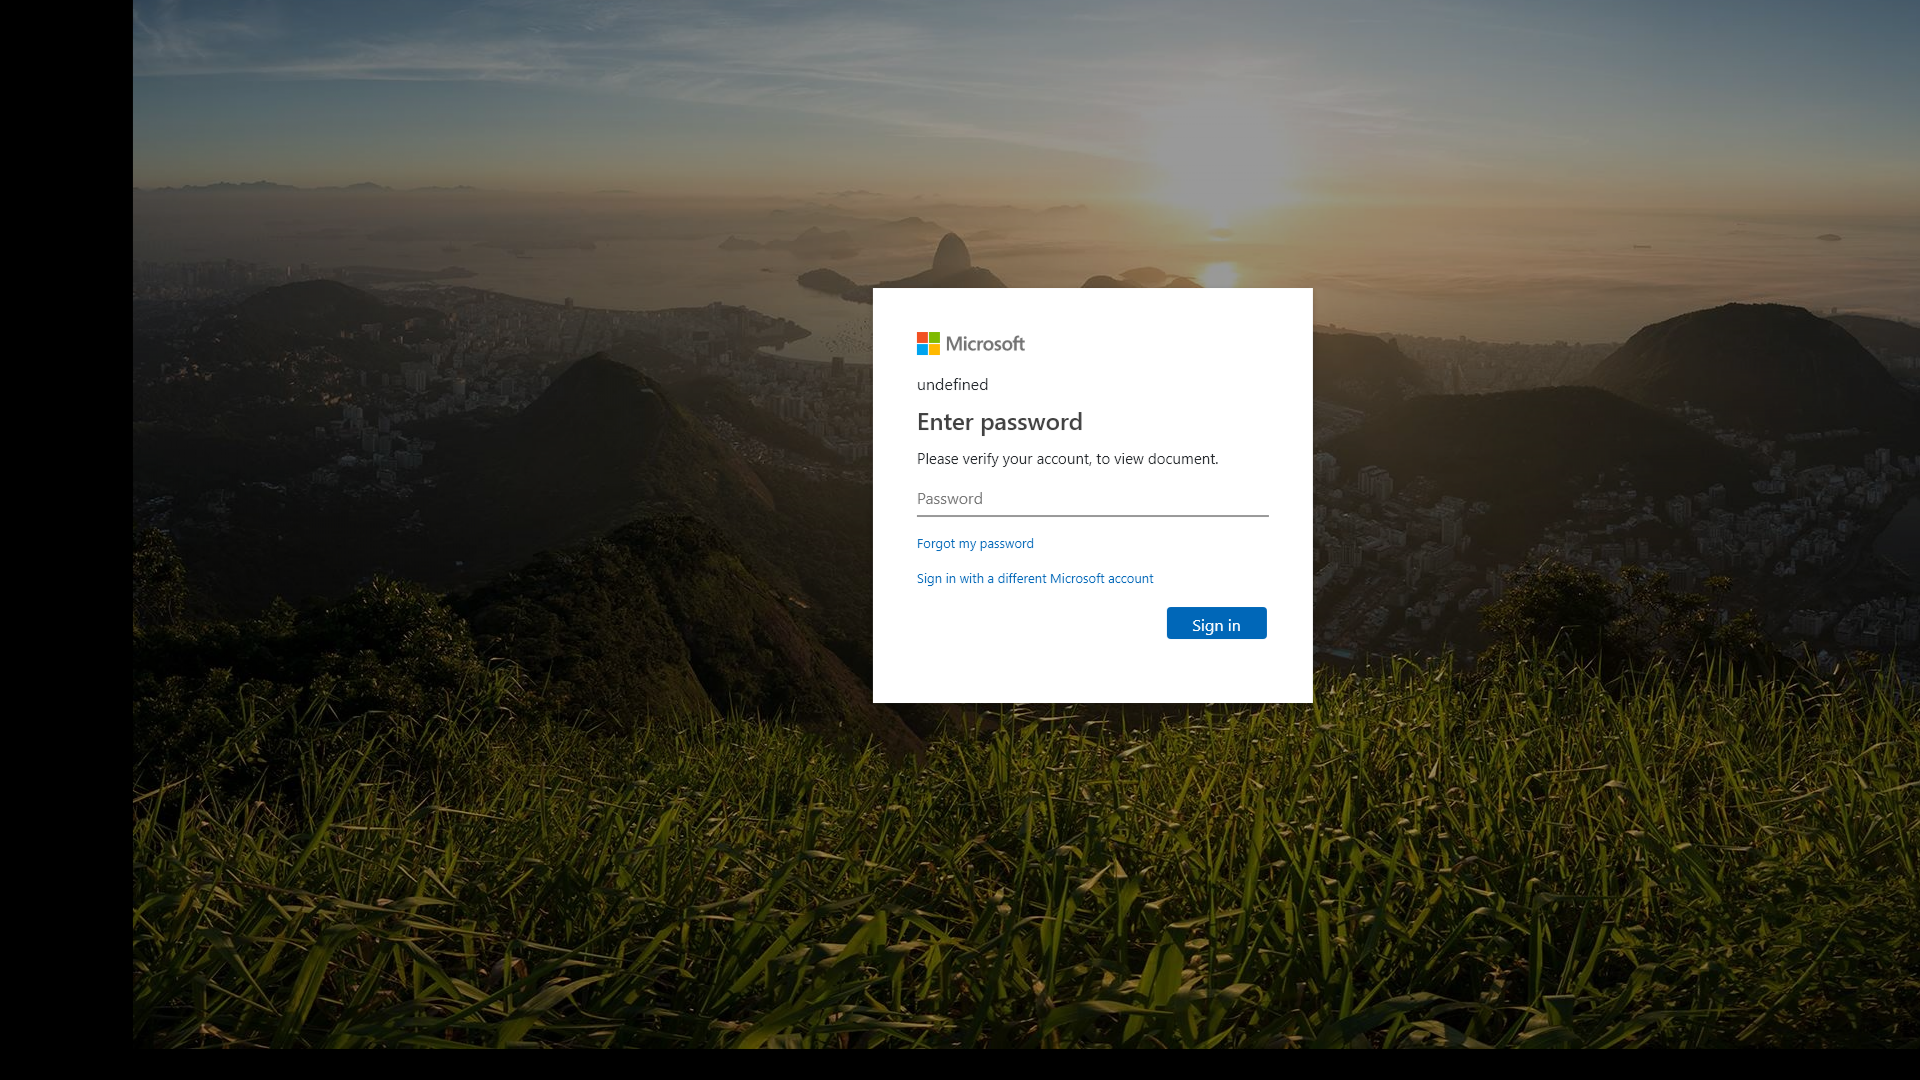 Microsoft
undefined
Enter password
Please verify your account, to view document.
Password
Forgot my password
Sign in with a different Microsoft account
Sign in